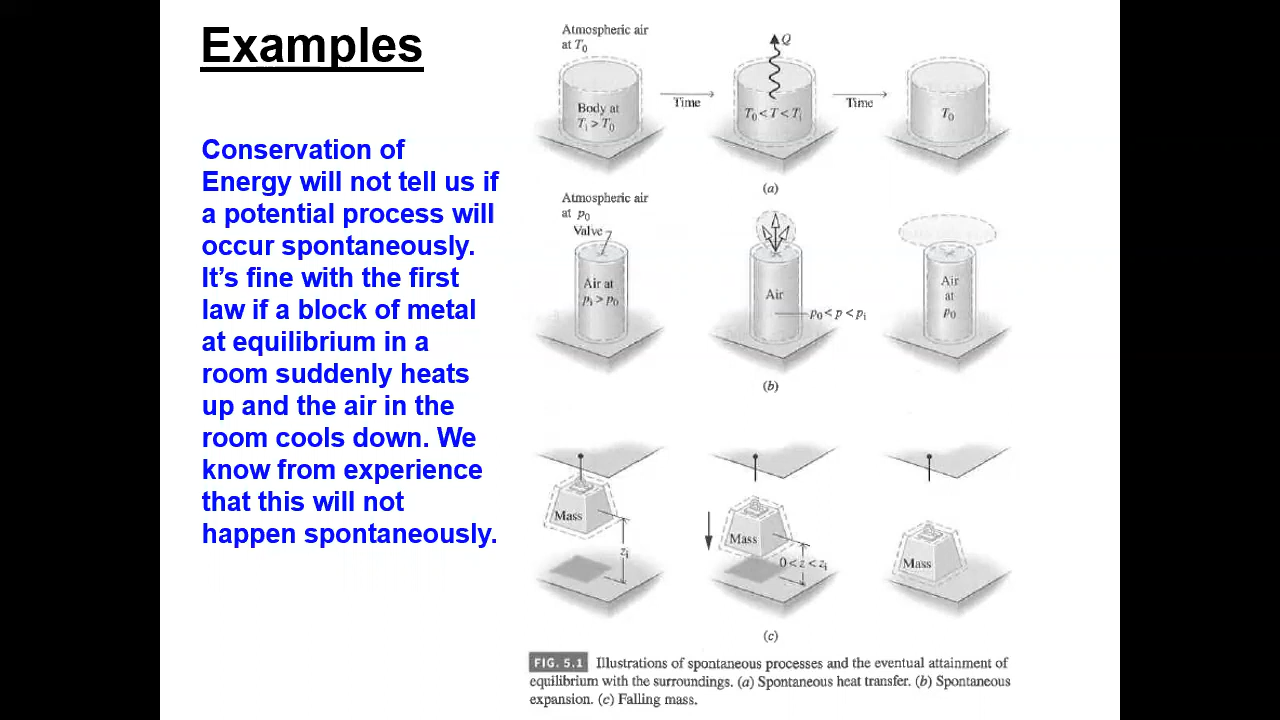 Examples
Conservation of
Energy will not tell us if
a potential process will
occur spontaneously.
It's fine with the first
law if a block of metal
at equilibrium in a
room suddenly heats
up and the air in the
room cools down. We
know from experience
that this will not
happen spontaneously.
Atmospheric air
at T0
Body at
Ti > T0
Time
Q
T0 < T < Ti
Time
T0
(a)
Atmospheric air
at p0
Valve
Air at
pi > p0
Air
p0 < p < pi
Air
at
p0
(b)
Mass
zi
Mass
0 < z < zi
Mass
(c)
FIG. 5.1 Illustrations of spontaneous processes and the eventual attainment of
equilibrium with the surroundings. (a) Spontaneous heat transfer. (b) Spontaneous
expansion. (c) Falling mass.